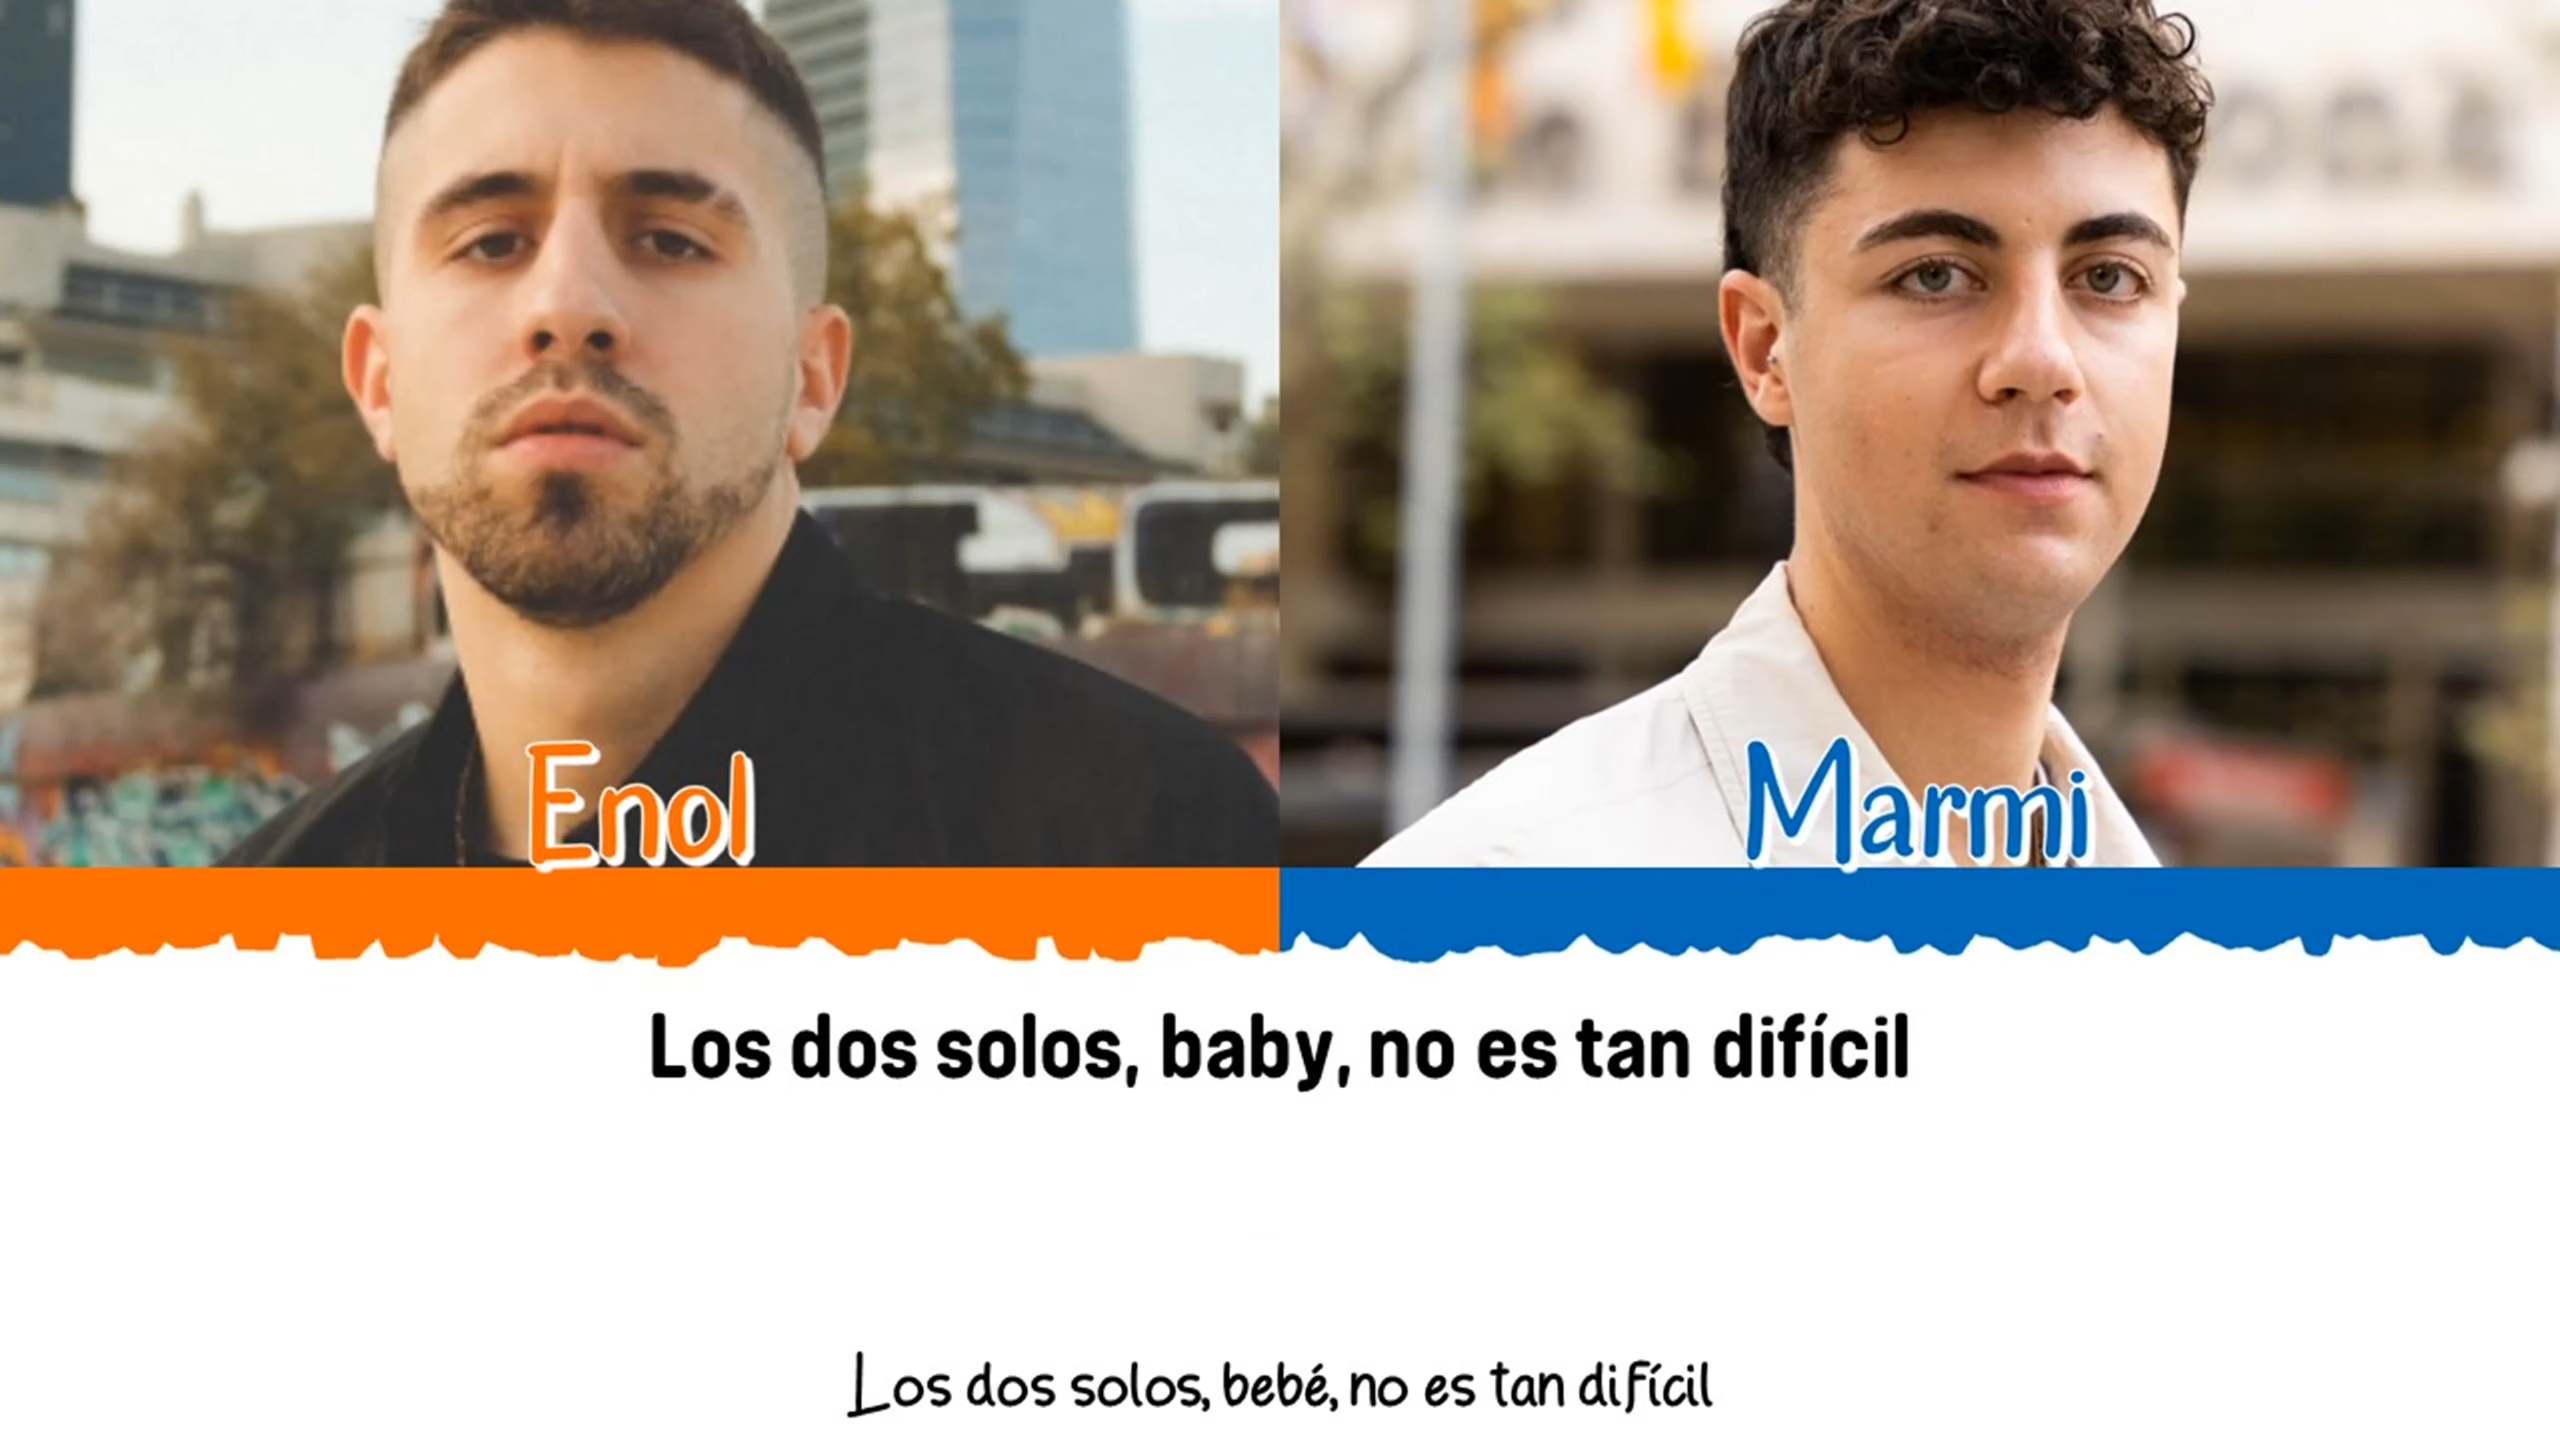 Enol
Marmi
Los dos solos, baby, no es tan difícil
Los dos solos, bebé, no es tan difícil